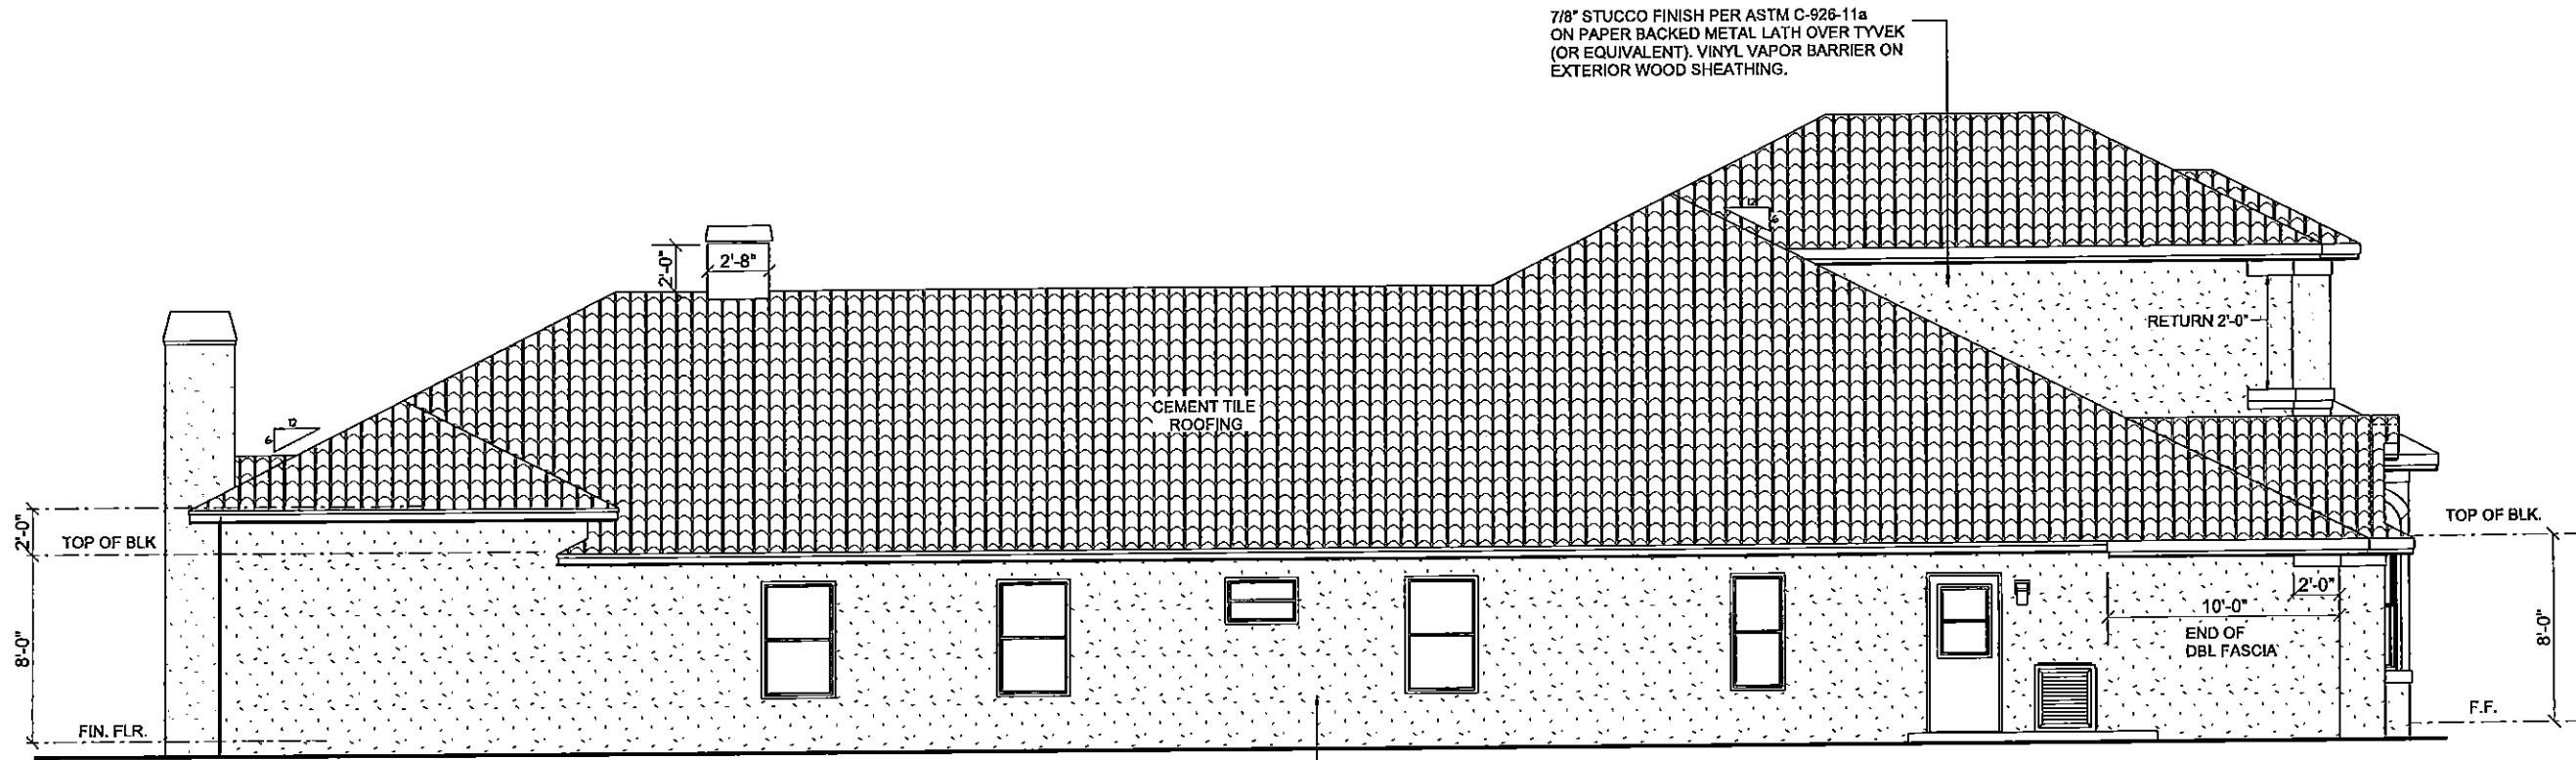 7/8" STUCCO FINISH PER ASTM C-926-11a
ON PAPER BACKED METAL LATH OVER TYVEK
(OR EQUIVALENT). VINYL VAPOR BARRIER ON
EXTERIOR WOOD SHEATHING.
12
6
2'-0"
2'-8"
RETURN 2'-0"
CEMENT TILE
ROOFING
12
6
2'-0"
TOP OF BLK
TOP OF BLK.
8'-0"
2'-0"
10'-0"
END OF
DBL FASCIA
8'-0"
FIN. FLR.
F.F.